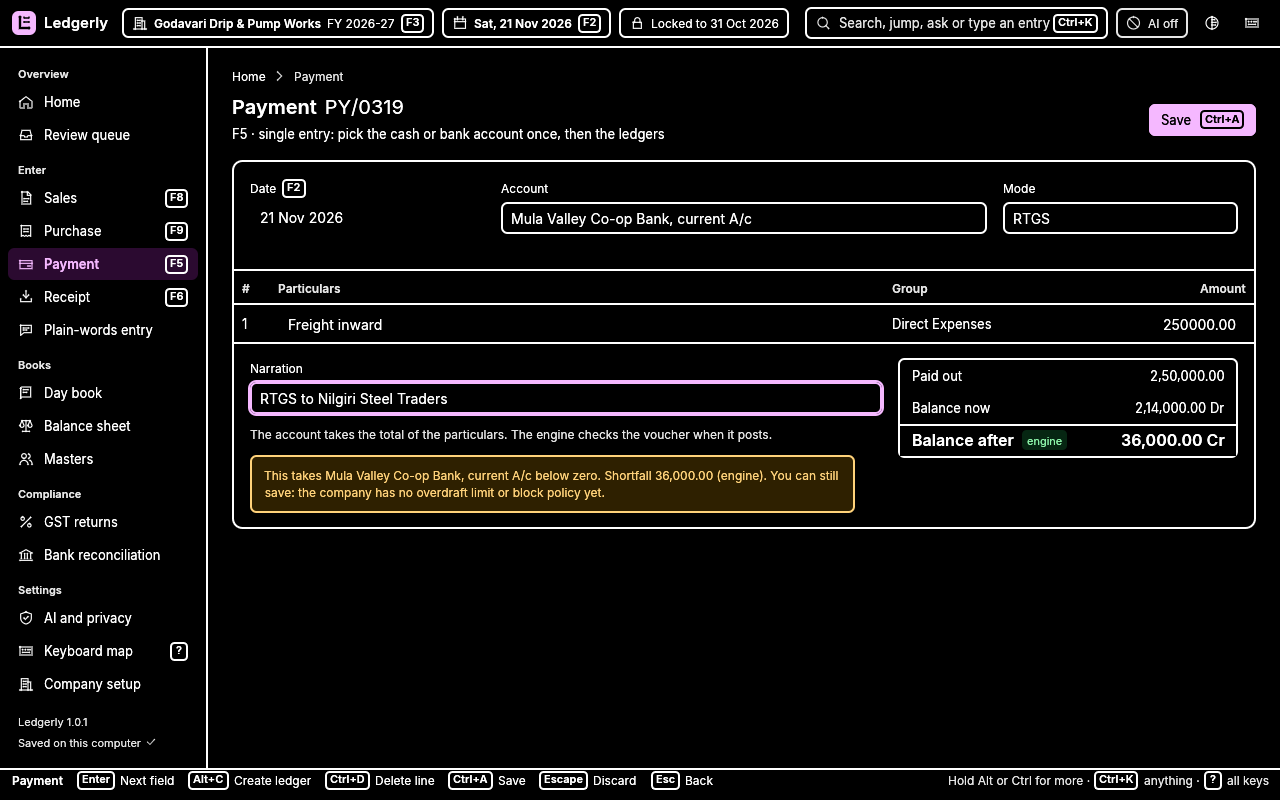 Ledgerly
Godavari Drip & Pump Works FY 2026-27 F3
Sat, 21 Nov 2026 F2
Locked to 31 Oct 2026
Search, jump, ask or type an entry Ctrl+K
AI off
Overview
Home
Review queue
Enter
Sales F8
Purchase F9
Payment F5
Receipt F6
Plain-words entry
Books
Day book
Balance sheet
Masters
Compliance
GST returns
Bank reconciliation
Settings
AI and privacy
Keyboard map ?
Company setup
Ledgerly 1.0.1
Saved on this computer
Home Payment
Payment PY/0319
F5 · single entry: pick the cash or bank account once, then the ledgers
Save Ctrl+A
Date F2
21 Nov 2026
Account
Mula Valley Co-op Bank, current A/c
Mode
RTGS
# Particulars Group Amount
1 Freight inward Direct Expenses 250000.00
Narration
RTGS to Nilgiri Steel Traders
The account takes the total of the particulars. The engine checks the voucher when it posts.
This takes Mula Valley Co-op Bank, current A/c below zero. Shortfall 36,000.00 (engine). You can still
save: the company has no overdraft limit or block policy yet.
Paid out 2,50,000.00
Balance now 2,14,000.00 Dr
Balance after engine 36,000.00 Cr
Payment Enter Next field Alt+C Create ledger Ctrl+D Delete line Ctrl+A Save Escape Discard Esc Back
Hold Alt or Ctrl for more · Ctrl+K anything · ? all keys